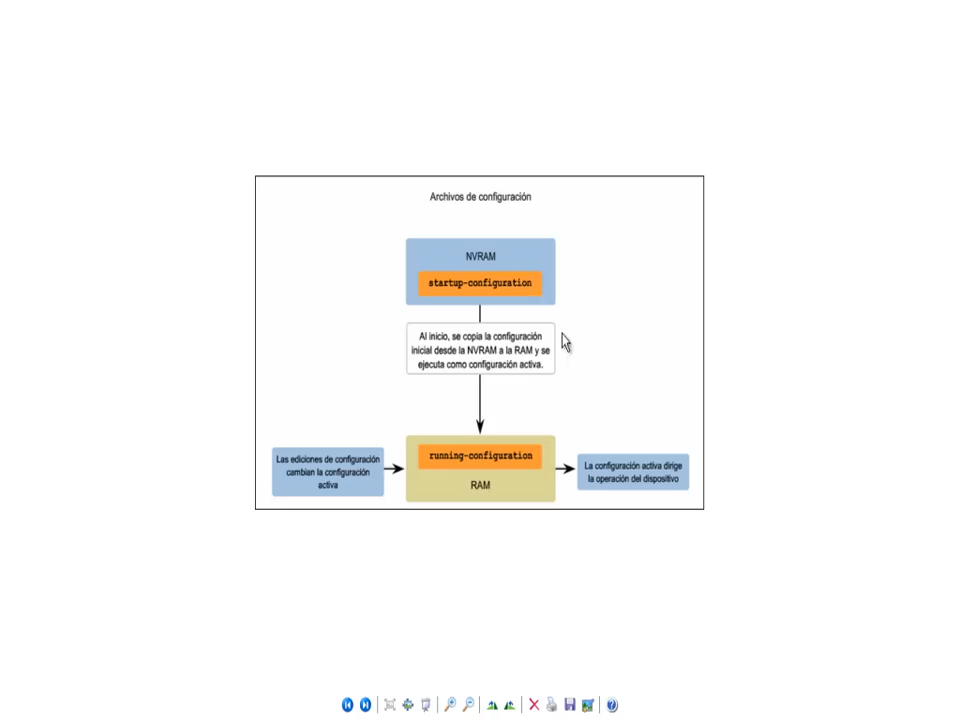 Archivos de configuración
NVRAM
startup-configuration
Al inicio, se copia la configuración
inicial desde la NVRAM a la RAM y se
ejecuta como configuración activa.
Las ediciones de configuración
cambian la configuración
activa
running-configuration
RAM
La configuración activa dirige
la operación del dispositivo